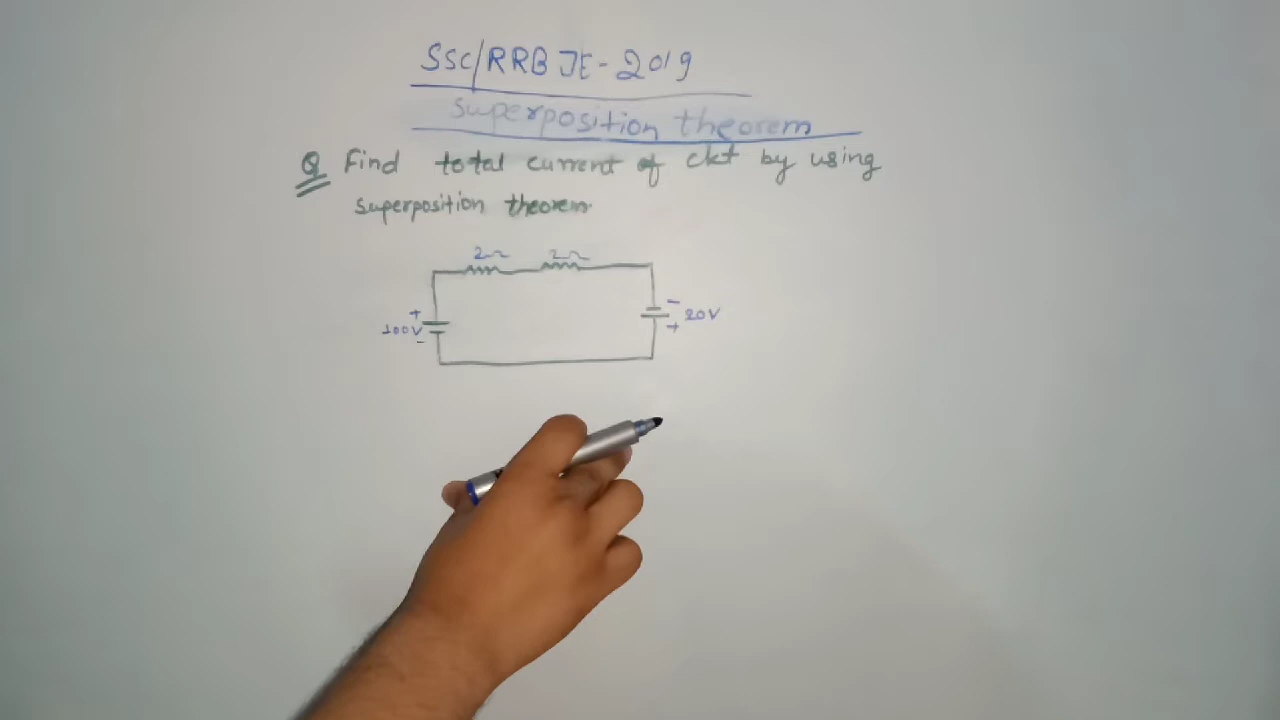 SSC/RRB JE-2019
Superposition theorem
Q Find total current of ckt by using
superposition theorem
2Ω 2Ω
+ 100V -
- 20V +